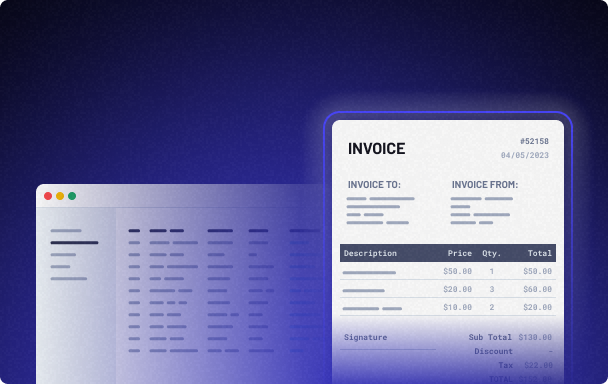 INVOICE
#52158
04/05/2023
INVOICE TO: INVOICE FROM:
Description Price Qty. Total
$50.00 1 $50.00
$20.00 3 $60.00
$10.00 2 $20.00
Signature Sub Total $130.00
Discount -
Tax $22.00
TOTAL